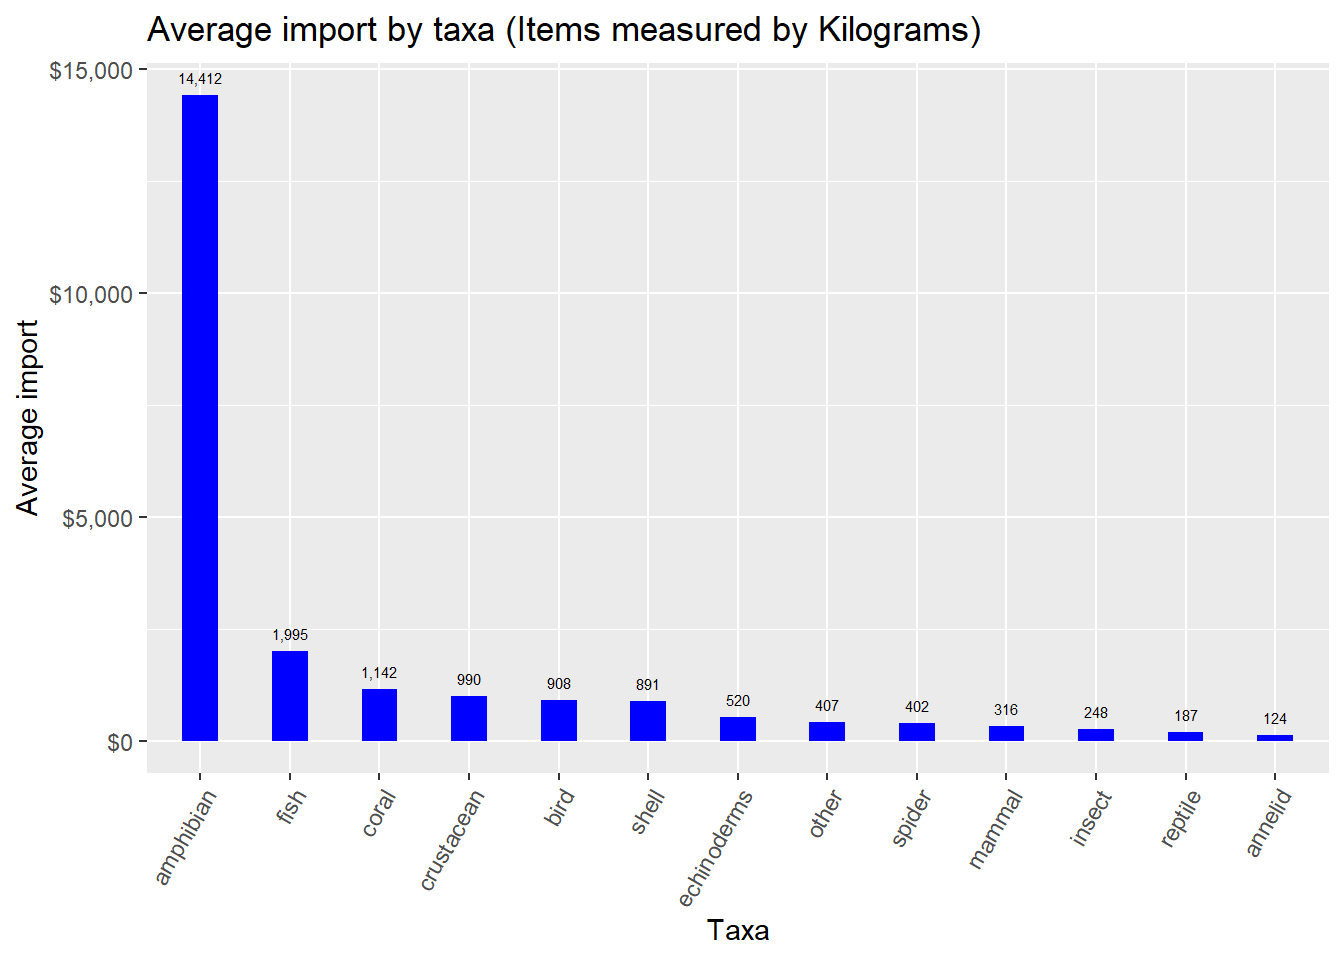 Average import by taxa (Items measured by Kilograms)
Average import
$15,000
$10,000
$5,000
$0
14,412
1,995
1,142
990
908
891
520
407
402
316
248
187
124
amphibian
fish
coral
crustacean
bird
shell
echinoderms
other
spider
mammal
insect
reptile
annelid
Taxa